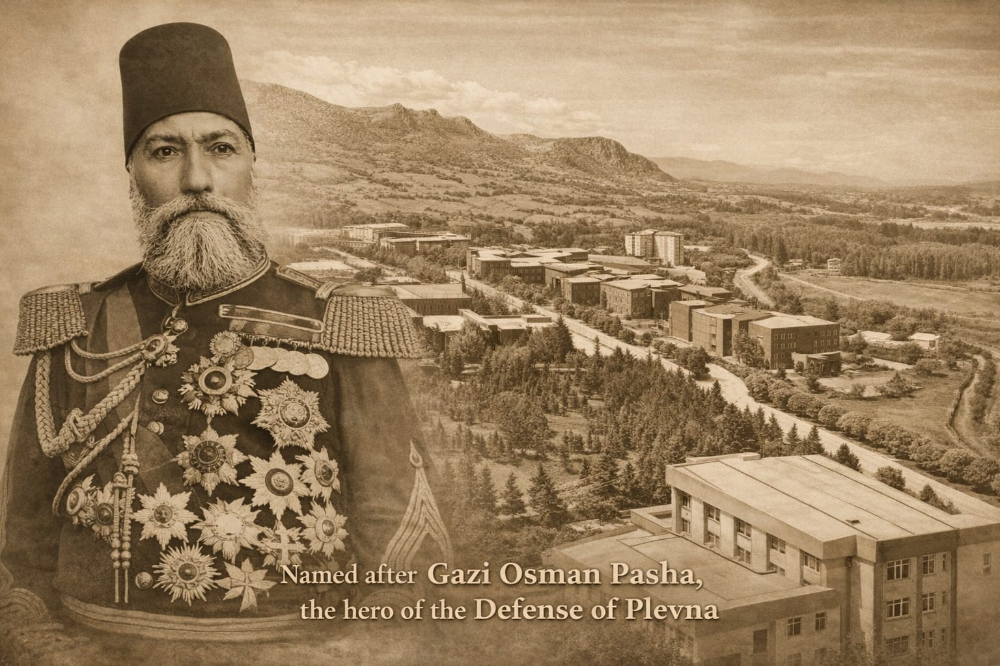 Named after Gazi Osman Pasha,
the hero of the Defense of Plevna